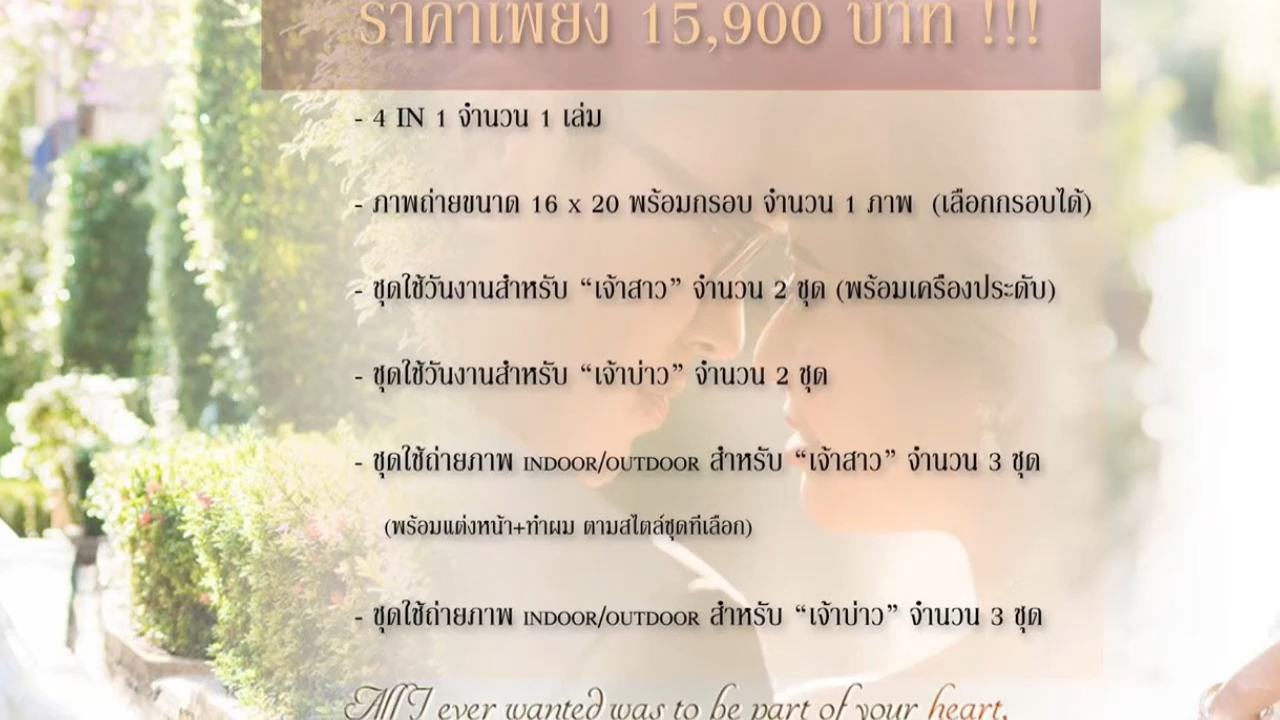 ราคาเพียง 15,900 บาท !!!
- 4 IN 1 จำนวน 1 เล่ม
- ภาพถ่ายขนาด 16 x 20 พร้อมกรอบ จำนวน 1 ภาพ (เลือกกรอบได้)
- ชุดใช้วันงานสำหรับ “เจ้าสาว” จำนวน 2 ชุด (พร้อมเครื่องประดับ)
- ชุดใช้วันงานสำหรับ “เจ้าบ่าว” จำนวน 2 ชุด
- ชุดใช้ถ่ายภาพ INDOOR/OUTDOOR สำหรับ “เจ้าสาว” จำนวน 3 ชุด
(พร้อมแต่งหน้า+ทำผม ตามสไตล์ชุดที่เลือก)
- ชุดใช้ถ่ายภาพ INDOOR/OUTDOOR สำหรับ “เจ้าบ่าว” จำนวน 3 ชุด
All I ever wanted was to be part of your heart,